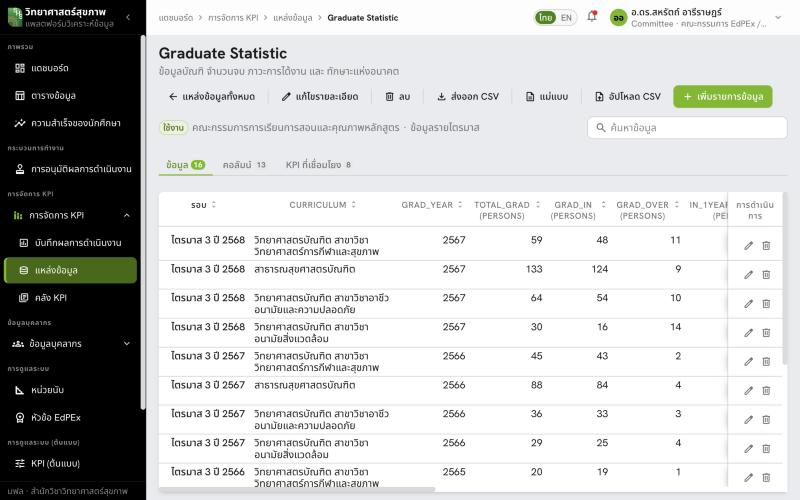 วิทยาศาสตร์สุขภาพ
แพลตฟอร์มวิเคราะห์ข้อมูล
ภาพรวม
แดชบอร์ด
ตารางข้อมูล
ความสำเร็จของนักศึกษา
กระบวนการทำงาน
การอนุมัติผลการดำเนินงาน
การจัดการ KPI
การจัดการ KPI
บันทึกผลการดำเนินงาน
แหล่งข้อมูล
คลัง KPI
ข้อมูลบุคลากร
ข้อมูลบุคลากร
การดูแลระบบ
หน่วยนับ
หัวข้อ EdPEx
การดูแลระบบ (ต้นแบบ)
KPI (ต้นแบบ)
มฟล · สำนักวิชาวิทยาศาสตร์สุขภาพ
แดชบอร์ด > การจัดการ KPI > แหล่งข้อมูล > Graduate Statistic
ไทย EN
ออ
อ.ดร.สหรัถก์ อารีราษฎร์
Committee · คณะกรรมการ EdPEx /...
Graduate Statistic
ข้อมูลบัณฑิต จำนวนจบ ภาวะการได้งาน และ ทักษาะแห่งอนาคต
แหล่งข้อมูลทั้งหมด
แก้ไขรายละเอียด
ลบ
ส่งออก CSV
แม่แบบ
อัปโหลด CSV
เพิ่มรายการข้อมูล
ใช้งาน คณะกรรมการการเรียนการสอนและคุณภาพหลักสูตร · ข้อมูลรายไตรมาส
ค้นหาข้อมูล
ข้อมูล 16 คอลัมน์ 13 KPI ที่เชื่อมโยง 8
รอบ CURRICULUM GRAD_YEAR TOTAL_GRAD (PERSONS) GRAD_IN (PERSONS) GRAD_OVER (PERSONS) IN_1YEAR (PE การดำเนินการ
ไตรมาส 3 ปี 2568 วิทยาศาสตรบัณฑิต สาขาวิชา 2567 59 48 11
วิทยาศาสตร์การกีฬาและสุขภาพ
ไตรมาส 3 ปี 2568 สาธารณสุขศาสตรบัณฑิต 2567 133 124 9
ไตรมาส 3 ปี 2568 วิทยาศาสตรบัณฑิต สาขาวิชาอาชีว 2567 64 54 10
อนามัยและความปลอดภัย
ไตรมาส 3 ปี 2568 วิทยาศาสตรบัณฑิต สาขาวิชา 2567 30 16 14
อนามัยสิ่งแวดล้อม
ไตรมาส 3 ปี 2567 วิทยาศาสตรบัณฑิต สาขาวิชา 2566 45 43 2
วิทยาศาสตร์การกีฬาและสุขภาพ
ไตรมาส 3 ปี 2567 สาธารณสุขศาสตรบัณฑิต 2566 88 84 4
ไตรมาส 3 ปี 2567 วิทยาศาสตรบัณฑิต สาขาวิชาอาชีว 2566 36 33 3
อนามัยและความปลอดภัย
ไตรมาส 3 ปี 2567 วิทยาศาสตรบัณฑิต สาขาวิชา 2566 29 25 4
อนามัยสิ่งแวดล้อม
ไตรมาส 3 ปี 2566 วิทยาศาสตรบัณฑิต สาขาวิชา 2565 20 19 1
วิทยาศาสตร์การกีฬาและสุขภาพ